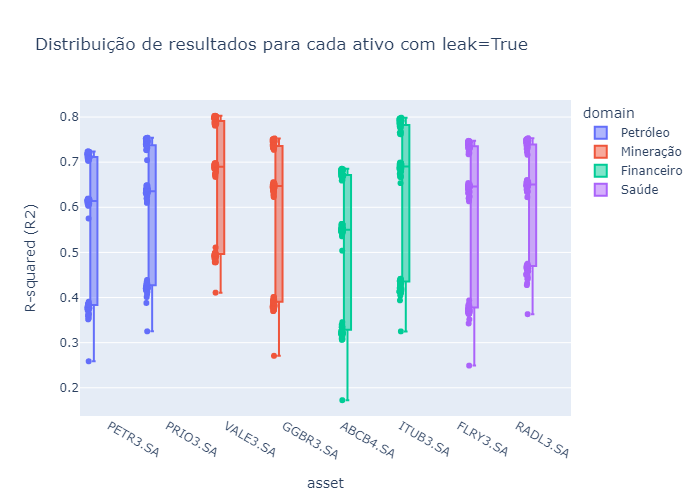 Distribuição de resultados para cada ativo com leak=True
domain
Petróleo
Mineração
Financeiro
Saúde
R-squared (R2)
0.8
0.7
0.6
0.5
0.4
0.3
0.2
PETR3.SA
PRIO3.SA
VALE3.SA
GGBR3.SA
ABCB4.SA
ITUB3.SA
FLRY3.SA
RADL3.SA
asset